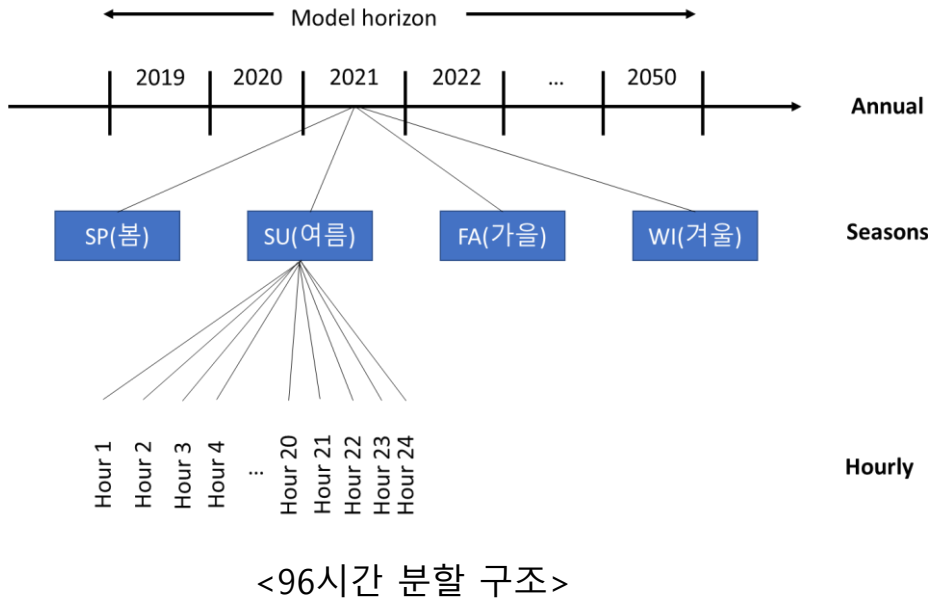 Model horizon
2019 2020 2021 2022 ... 2050
Annual
SP(봄) SU(여름) FA(가을) WI(겨울)
Seasons
Hour 1 Hour 2 Hour 3 Hour 4 ... Hour 20 Hour 21 Hour 22 Hour 23 Hour 24
Hourly
<96시간 분할 구조>